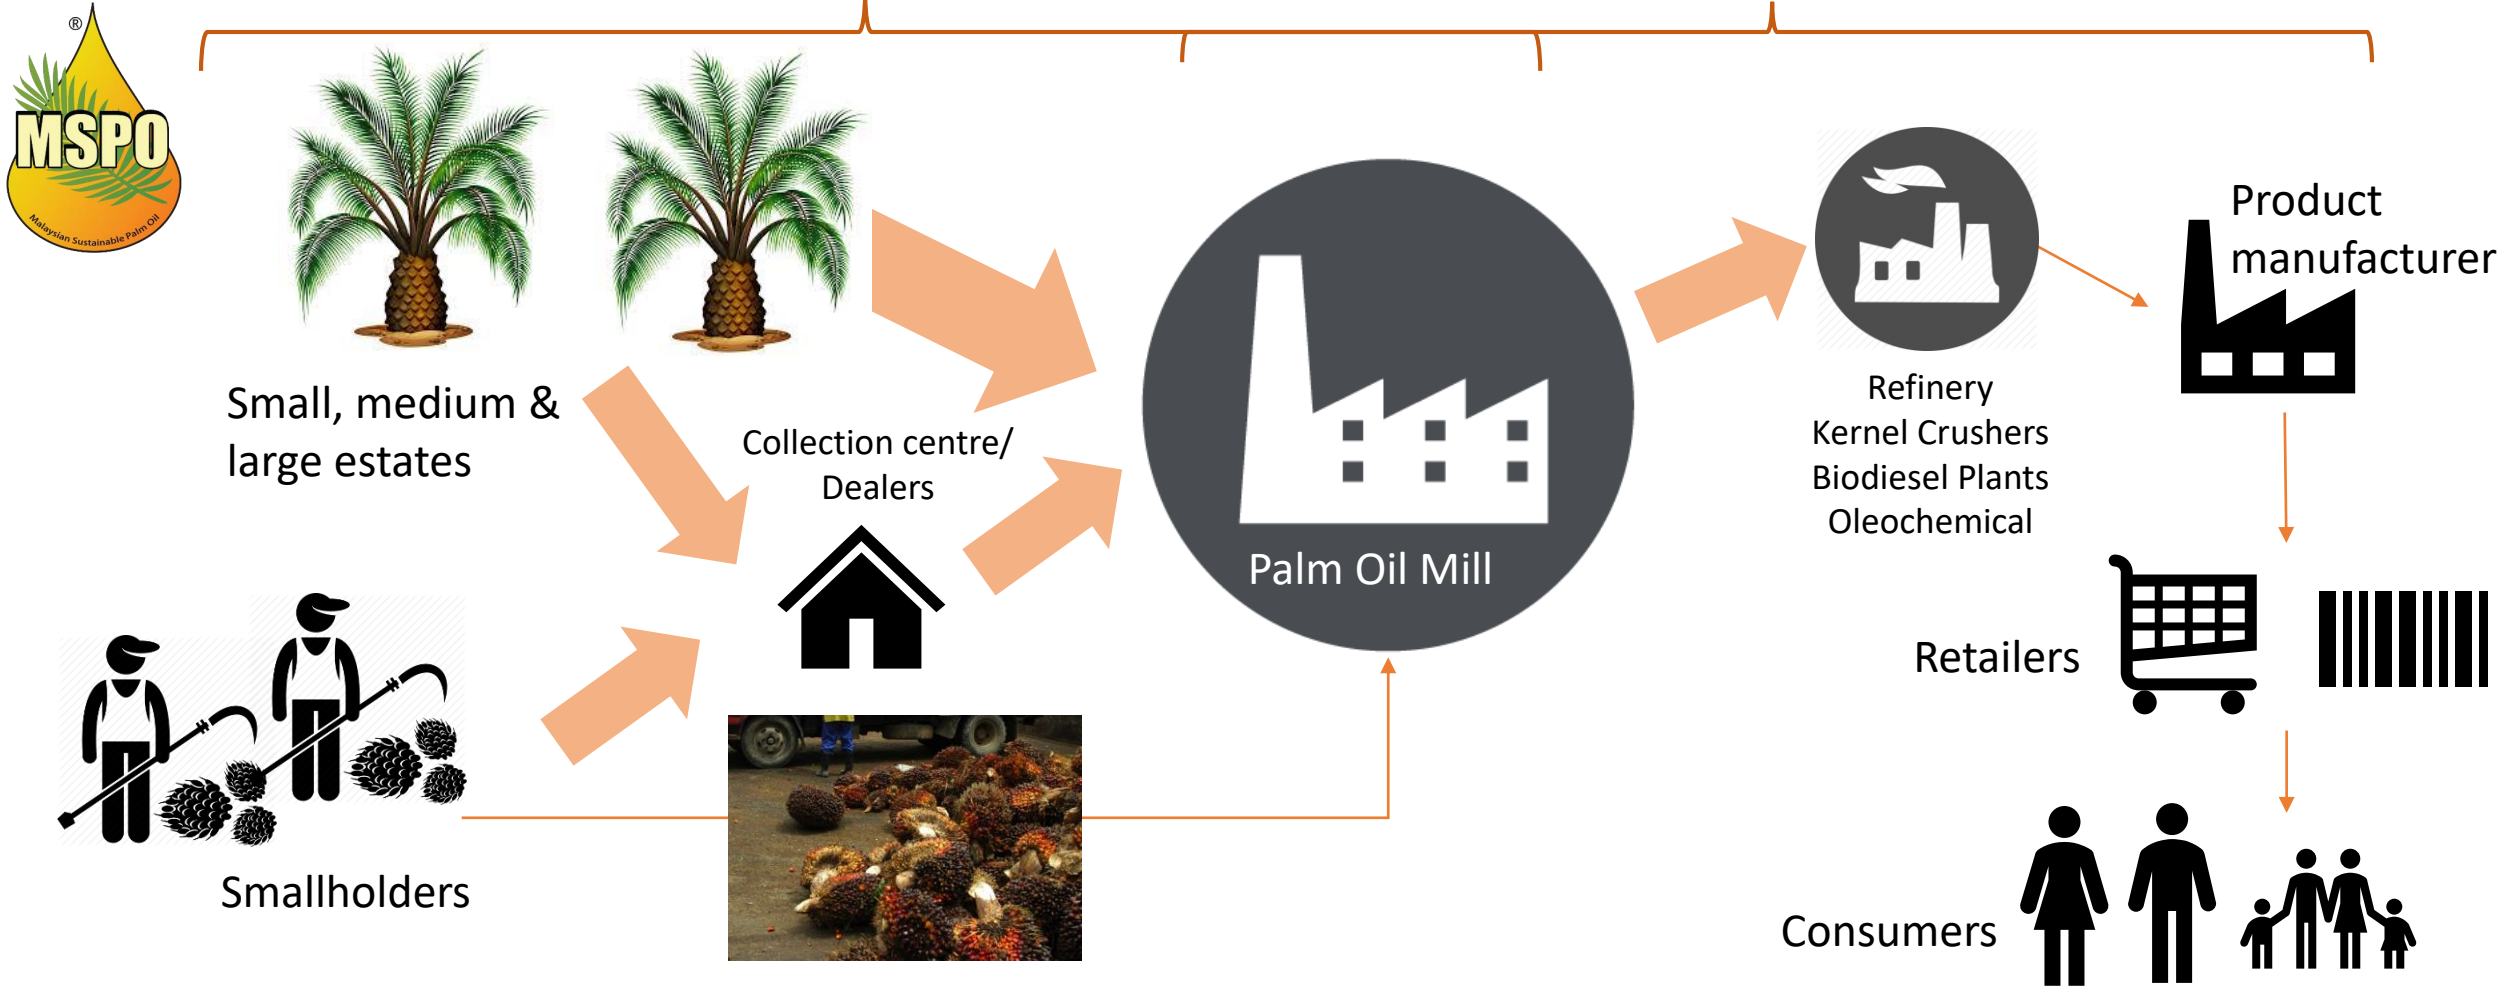 ®
MSPO
Malaysian Sustainable Palm Oil
Small, medium &
large estates
Collection centre/
Dealers
Smallholders
Palm Oil Mill
Refinery
Kernel Crushers
Biodiesel Plants
Oleochemical
Product
manufacturer
Retailers
Consumers